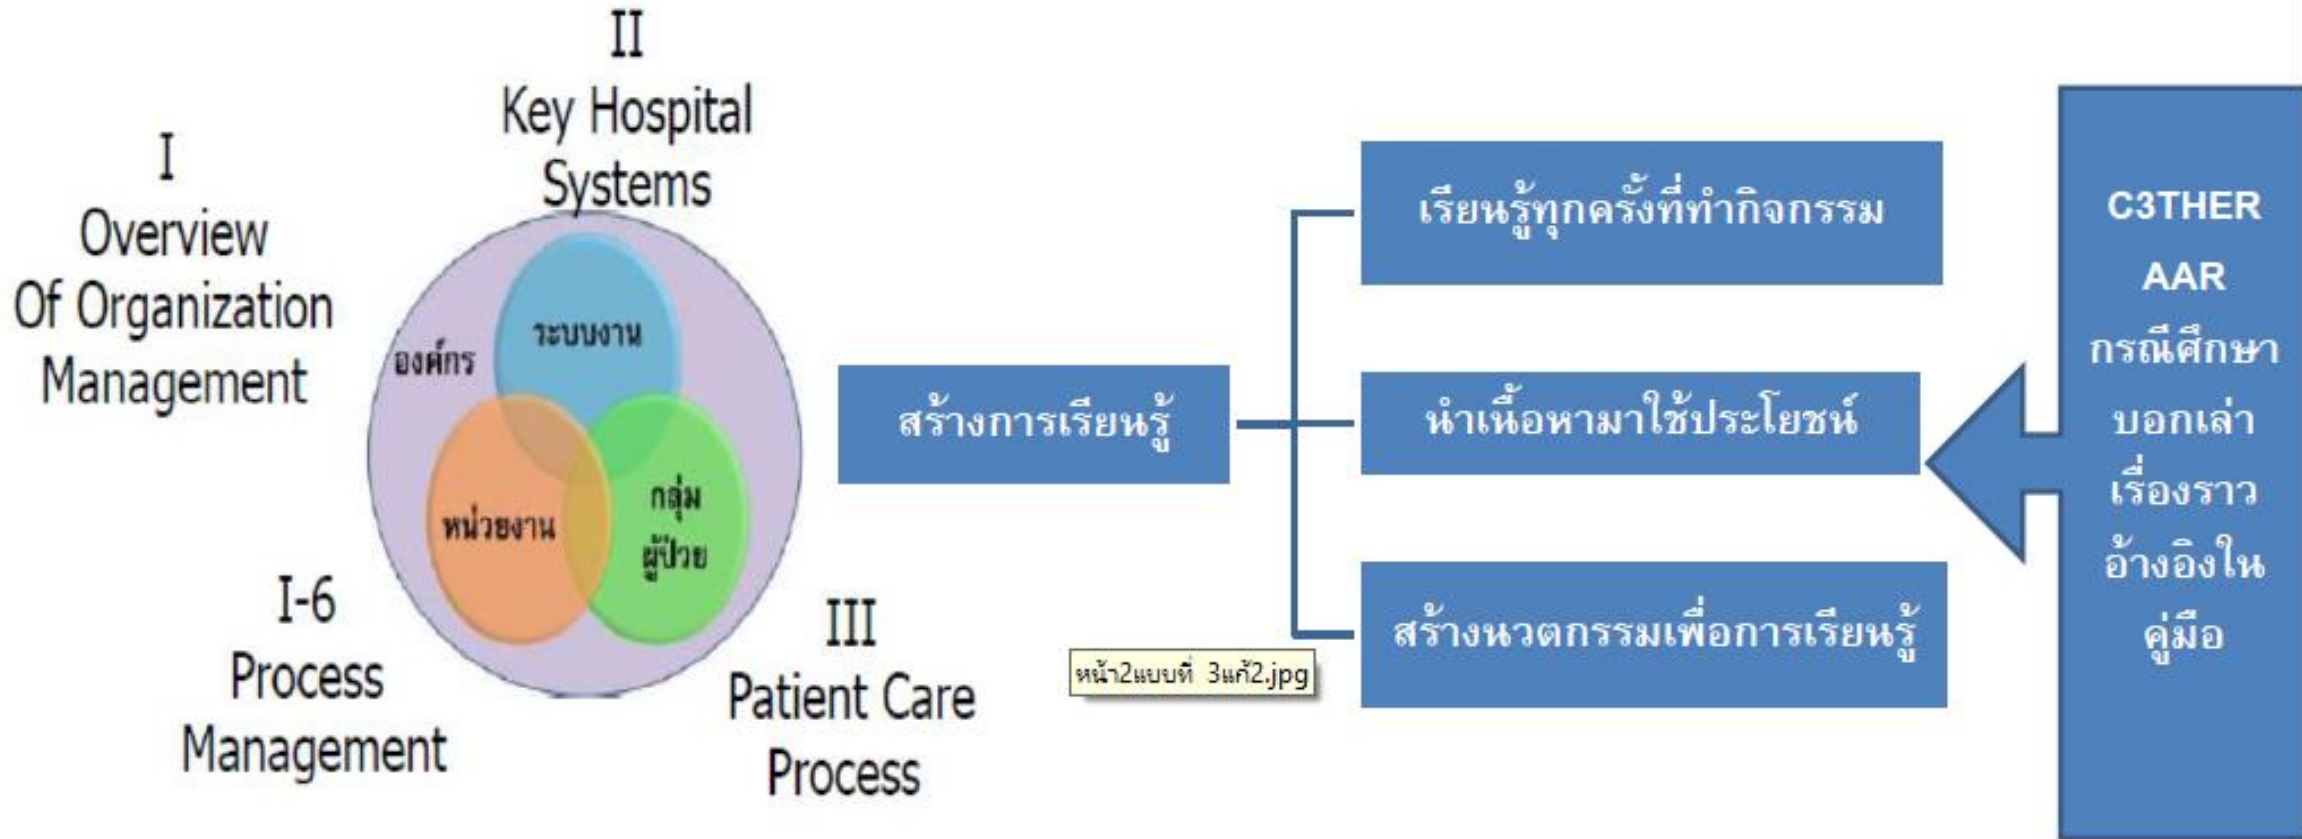 I
Overview
Of Organization
Management
II
Key Hospital
Systems
องค์กร
ระบบงาน
หน่วยงาน
กลุ่ม
ผู้ป่วย
I-6
Process
Management
III
Patient Care
Process
สร้างการเรียนรู้
เรียนรู้ทุกครั้งที่ทำกิจกรรม
นำเนื้อหามาใช้ประโยชน์
สร้างนวตกรรมเพื่อการเรียนรู้
หน้า2แบบที่ 3แก้2.jpg
C3THER
AAR
กรณีศึกษา
บอกเล่า
เรื่องราว
อ้างอิงใน
คู่มือ